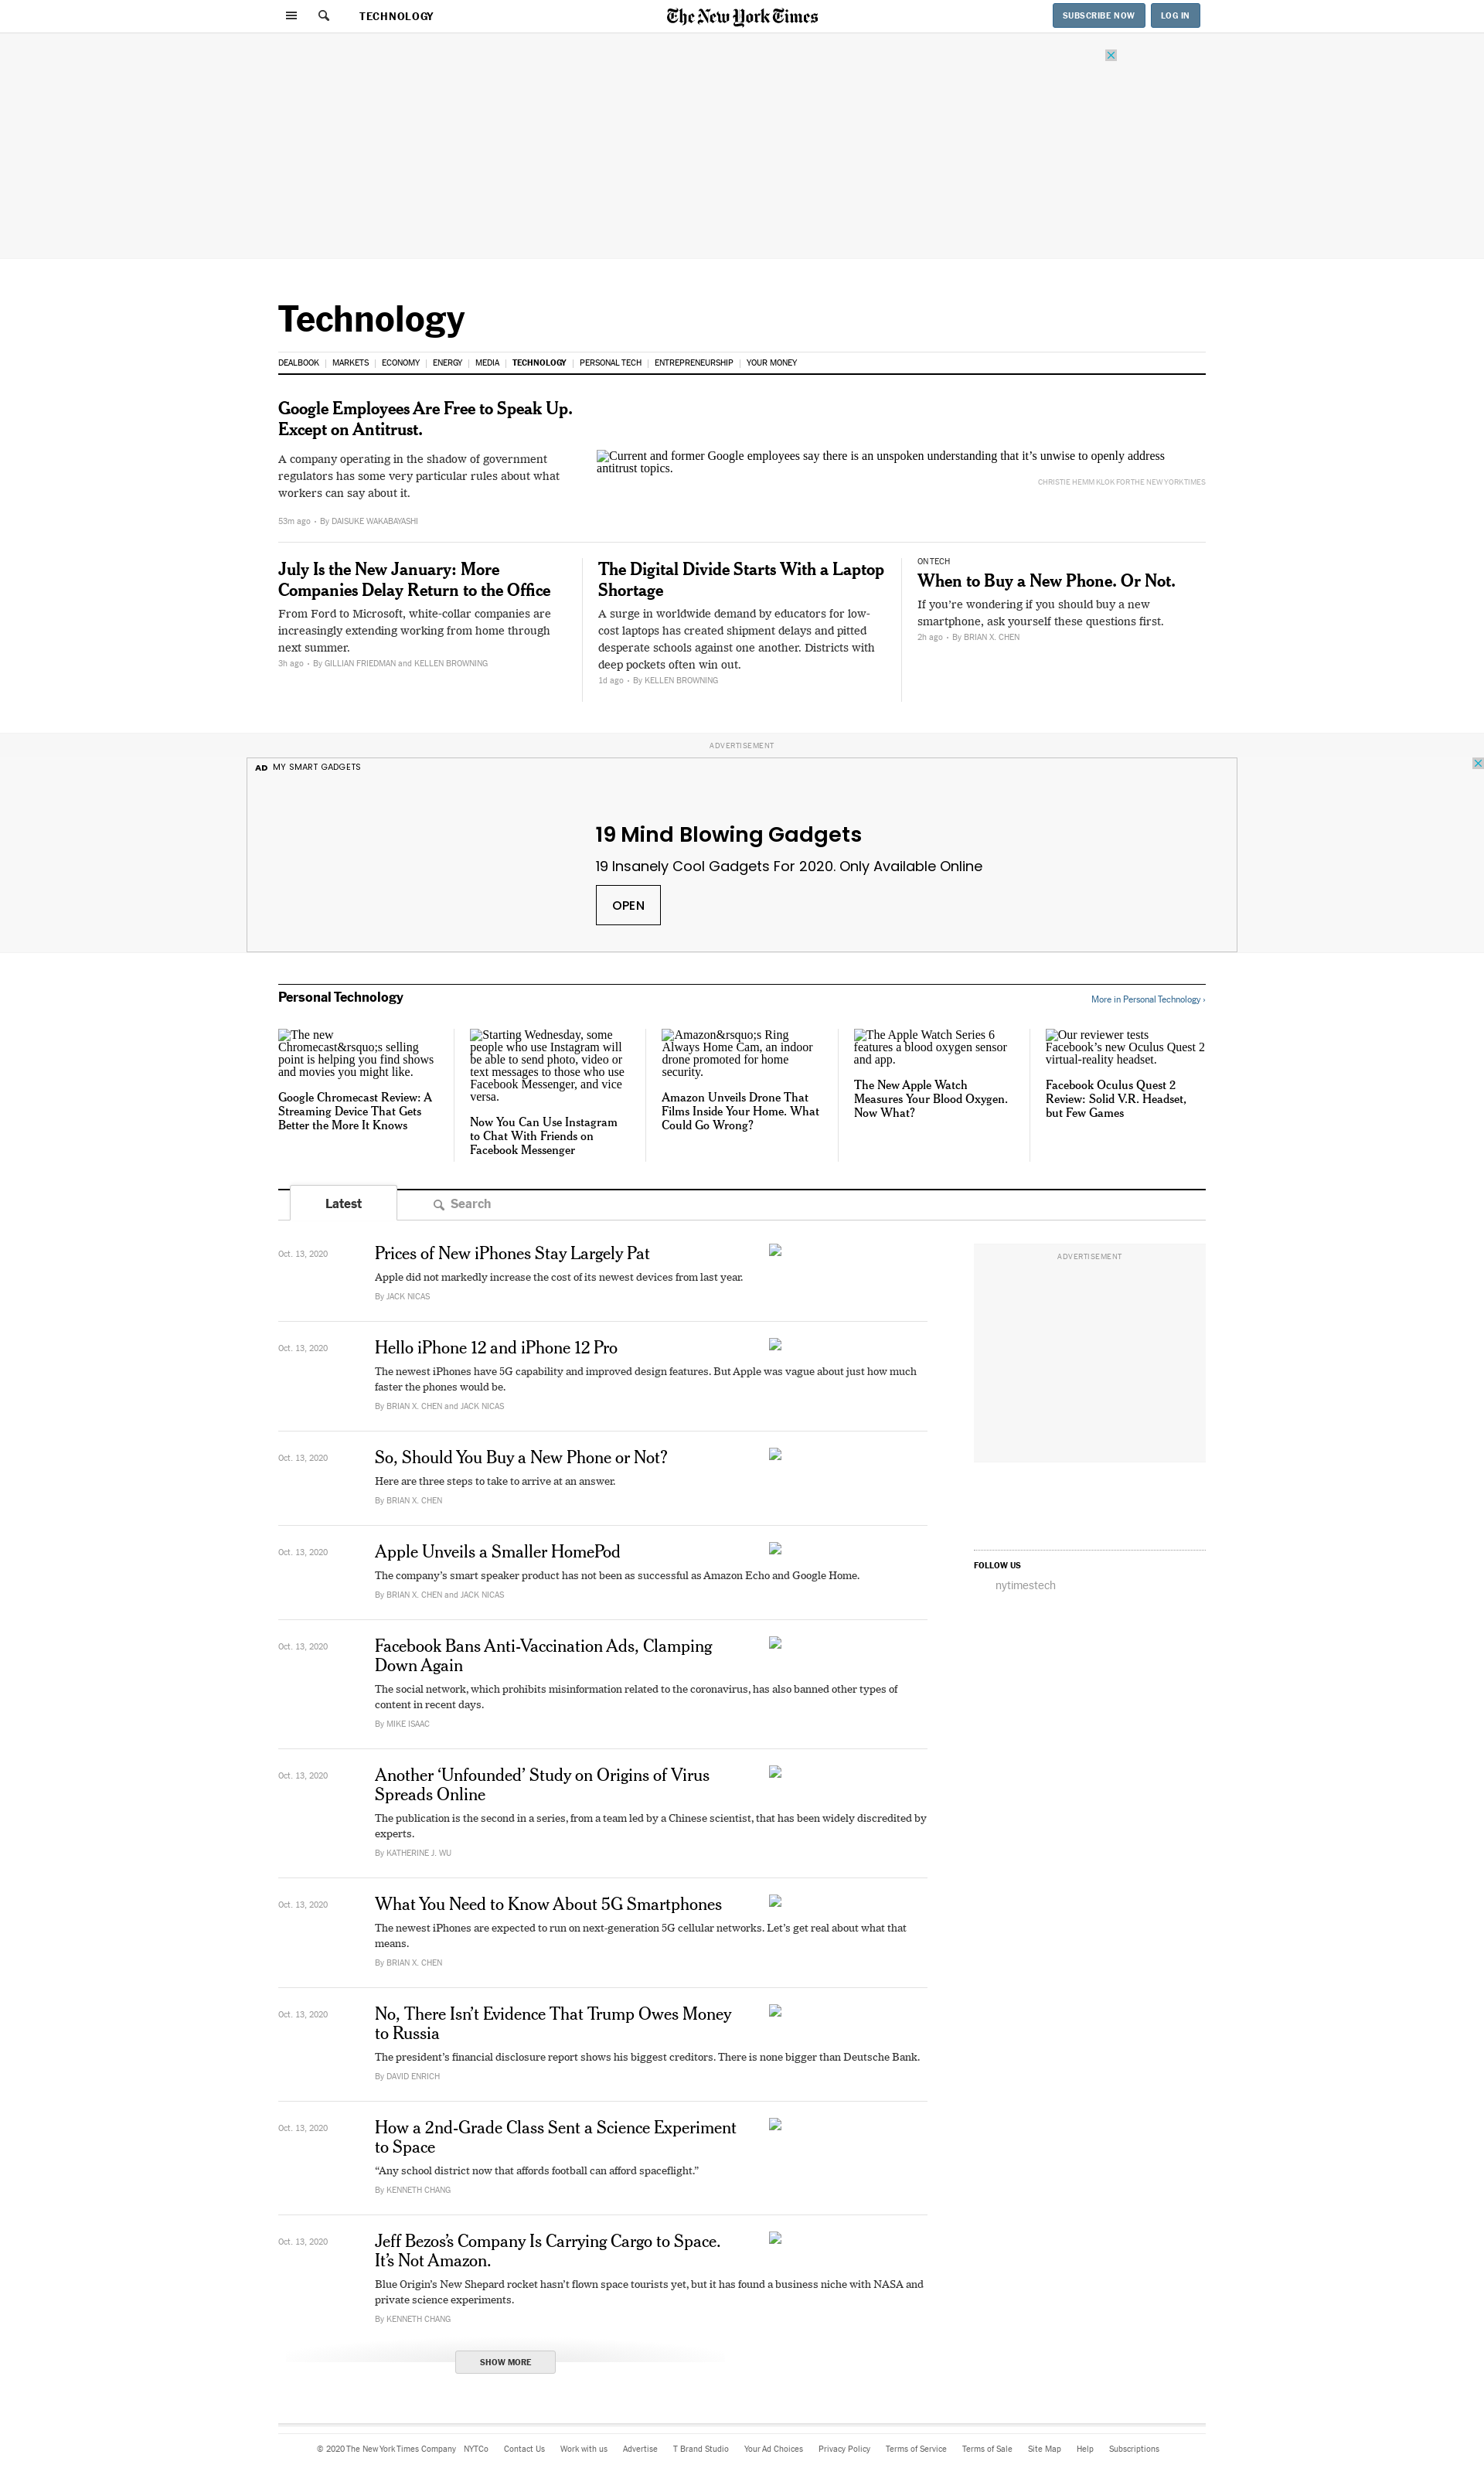 TECHNOLOGY
The New York Times
SUBSCRIBE NOW
LOG IN
Technology
DEALBOOK | MARKETS | ECONOMY | ENERGY | MEDIA | TECHNOLOGY | PERSONAL TECH | ENTREPRENEURSHIP | YOUR MONEY
Google Employees Are Free to Speak Up.
Except on Antitrust.
A company operating in the shadow of government
regulators has some very particular rules about what
workers can say about it.
53m ago • By DAISUKE WAKABAYASHI
Current and former Google employees say there is an unspoken understanding that it’s unwise to openly address
antitrust topics.
CHRISTIE HEMM KLOK FOR THE NEW YORK TIMES
July Is the New January: More
Companies Delay Return to the Office
From Ford to Microsoft, white-collar companies are
increasingly extending working from home through
next summer.
3h ago • By GILLIAN FRIEDMAN and KELLEN BROWNING
The Digital Divide Starts With a Laptop
Shortage
A surge in worldwide demand by educators for low-
cost laptops has created shipment delays and pitted
desperate schools against one another. Districts with
deep pockets often win out.
1d ago • By KELLEN BROWNING
ON TECH
When to Buy a New Phone. Or Not.
If you’re wondering if you should buy a new
smartphone, ask yourself these questions first.
2h ago • By BRIAN X. CHEN
ADVERTISEMENT
AD MY SMART GADGETS
19 Mind Blowing Gadgets
19 Insanely Cool Gadgets For 2020. Only Available Online
OPEN
Personal Technology
More in Personal Technology ›
The new
Chromecast&rsquo;s selling
point is helping you find shows
and movies you might like.
Google Chromecast Review: A
Streaming Device That Gets
Better the More It Knows
Starting Wednesday, some
people who use Instagram will
be able to send photo, video or
text messages to those who use
Facebook Messenger, and vice
versa.
Now You Can Use Instagram
to Chat With Friends on
Facebook Messenger
Amazon&rsquo;s Ring
Always Home Cam, an indoor
drone promoted for home
security.
Amazon Unveils Drone That
Films Inside Your Home. What
Could Go Wrong?
The Apple Watch Series 6
features a blood oxygen sensor
and app.
The New Apple Watch
Measures Your Blood Oxygen.
Now What?
Our reviewer tests
Facebook’s new Oculus Quest 2
virtual-reality headset.
Facebook Oculus Quest 2
Review: Solid V.R. Headset,
but Few Games
Latest
Search
Oct. 13, 2020
Prices of New iPhones Stay Largely Pat
Apple did not markedly increase the cost of its newest devices from last year.
By JACK NICAS
Oct. 13, 2020
Hello iPhone 12 and iPhone 12 Pro
The newest iPhones have 5G capability and improved design features. But Apple was vague about just how much
faster the phones would be.
By BRIAN X. CHEN and JACK NICAS
Oct. 13, 2020
So, Should You Buy a New Phone or Not?
Here are three steps to take to arrive at an answer.
By BRIAN X. CHEN
Oct. 13, 2020
Apple Unveils a Smaller HomePod
The company’s smart speaker product has not been as successful as Amazon Echo and Google Home.
By BRIAN X. CHEN and JACK NICAS
Oct. 13, 2020
Facebook Bans Anti-Vaccination Ads, Clamping
Down Again
The social network, which prohibits misinformation related to the coronavirus, has also banned other types of
content in recent days.
By MIKE ISAAC
Oct. 13, 2020
Another ‘Unfounded’ Study on Origins of Virus
Spreads Online
The publication is the second in a series, from a team led by a Chinese scientist, that has been widely discredited by
experts.
By KATHERINE J. WU
Oct. 13, 2020
What You Need to Know About 5G Smartphones
The newest iPhones are expected to run on next-generation 5G cellular networks. Let’s get real about what that
means.
By BRIAN X. CHEN
Oct. 13, 2020
No, There Isn’t Evidence That Trump Owes Money
to Russia
The president’s financial disclosure report shows his biggest creditors. There is none bigger than Deutsche Bank.
By DAVID ENRICH
Oct. 13, 2020
How a 2nd-Grade Class Sent a Science Experiment
to Space
“Any school district now that affords football can afford spaceflight.”
By KENNETH CHANG
Oct. 13, 2020
Jeff Bezos’s Company Is Carrying Cargo to Space.
It’s Not Amazon.
Blue Origin’s New Shepard rocket hasn’t flown space tourists yet, but it has found a business niche with NASA and
private science experiments.
By KENNETH CHANG
SHOW MORE
ADVERTISEMENT
FOLLOW US
nytimestech
© 2020 The New York Times Company NYTCo Contact Us Work with us Advertise T Brand Studio Your Ad Choices Privacy Policy Terms of Service Terms of Sale Site Map Help Subscriptions